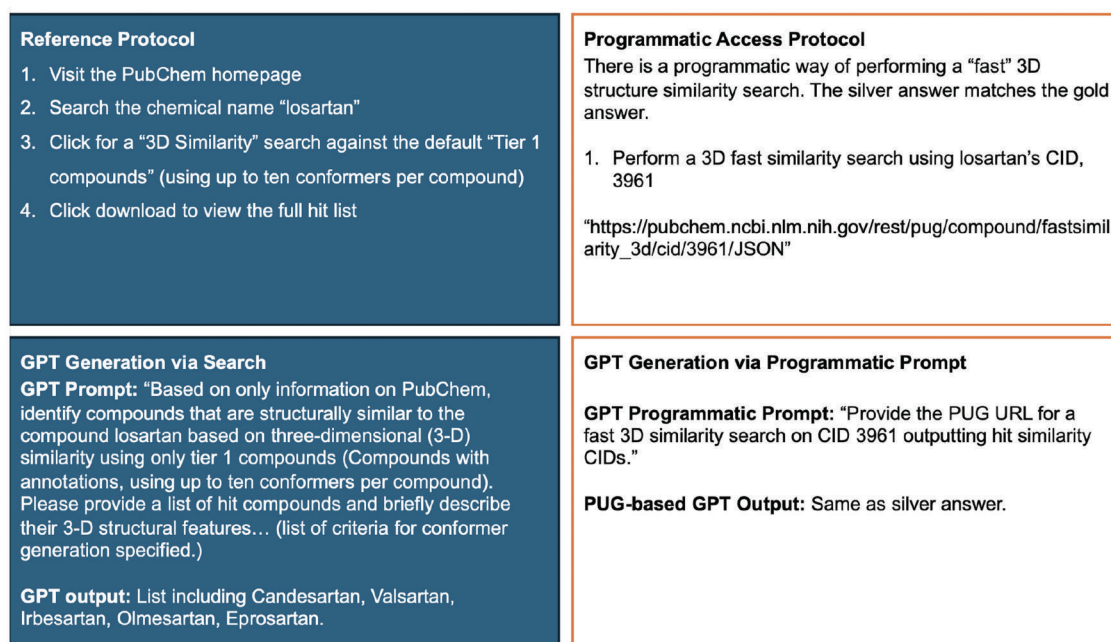 Reference Protocol
1. Visit the PubChem homepage
2. Search the chemical name “losartan”
3. Click for a “3D Similarity” search against the default “Tier 1
compounds” (using up to ten conformers per compound)
4. Click download to view the full hit list
Programmatic Access Protocol
There is a programmatic way of performing a “fast” 3D
structure similarity search. The silver answer matches the gold
answer.
1. Perform a 3D fast similarity search using losartan’s CID,
3961
“https://pubchem.ncbi.nlm.nih.gov/rest/pug/compound/fastsimil
arity_3d/cid/3961/JSON”
GPT Generation via Search
GPT Prompt: “Based on only information on PubChem,
identify compounds that are structurally similar to the
compound losartan based on three-dimensional (3-D)
similarity using only tier 1 compounds (Compounds with
annotations, using up to ten conformers per compound).
Please provide a list of hit compounds and briefly describe
their 3-D structural features… (list of criteria for conformer
generation specified.)
GPT output: List including Candesartan, Valsartan,
Irbesartan, Olmesartan, Eprosartan.
GPT Generation via Programmatic Prompt
GPT Programmatic Prompt: “Provide the PUG URL for a
fast 3D similarity search on CID 3961 outputting hit similarity
CIDs.”
PUG-based GPT Output: Same as silver answer.